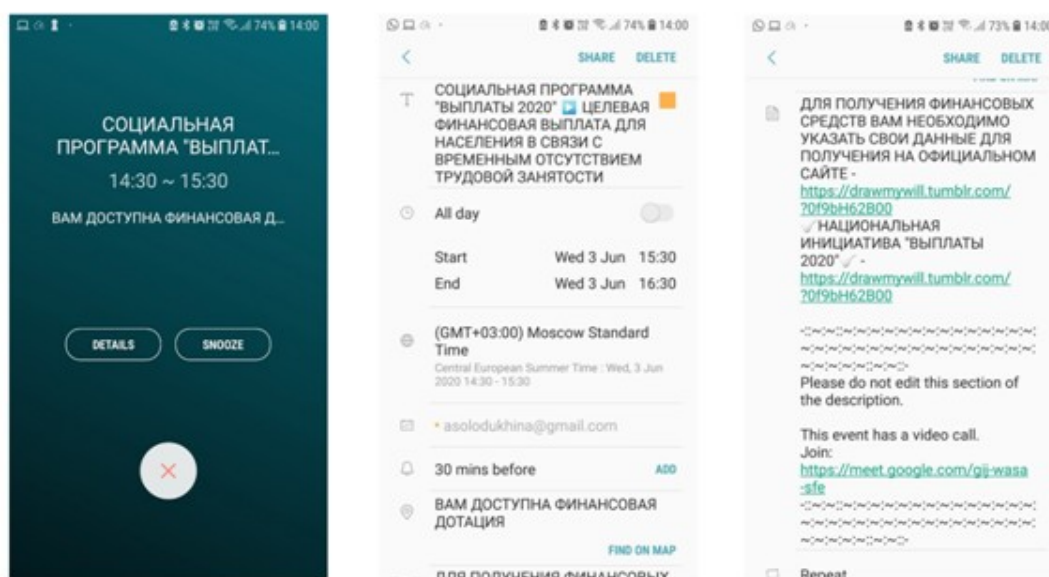 74% 14:00
СОЦИАЛЬНАЯ
ПРОГРАММА "ВЫПЛАТ...
14:30 ~ 15:30
ВАМ ДОСТУПНА ФИНАНСОВАЯ Д...
DETAILS
SNOOZE
74% 14:00
SHARE DELETE
СОЦИАЛЬНАЯ ПРОГРАММА
"ВЫПЛАТЫ 2020" ▶️ ЦЕЛЕВАЯ
ФИНАНСОВАЯ ВЫПЛАТА ДЛЯ
НАСЕЛЕНИЯ В СВЯЗИ С
ВРЕМЕННЫМ ОТСУТСТВИЕМ
ТРУДОВОЙ ЗАНЯТОСТИ
All day
Start Wed 3 Jun 15:30
End Wed 3 Jun 16:30
(GMT+03:00) Moscow Standard
Time
Central European Summer Time : Wed, 3 Jun
2020 14:30 - 15:30
asolodukhina@gmail.com
30 mins before ADD
ВАМ ДОСТУПНА ФИНАНСОВАЯ
ДОТАЦИЯ
FIND ON MAP
ДЛЯ ПОЛУЧЕНИЯ ФИНАНСОВЫХ
73% 14:00
SHARE DELETE
ДЛЯ ПОЛУЧЕНИЯ ФИНАНСОВЫХ
СРЕДСТВ ВАМ НЕОБХОДИМО
УКАЗАТЬ СВОИ ДАННЫЕ ДЛЯ
ПОЛУЧЕНИЯ НА ОФИЦИАЛЬНОМ
САЙТЕ -
https://drawmywill.tumblr.com/
?0f9bH62B00
✓НАЦИОНАЛЬНАЯ
ИНИЦИАТИВА "ВЫПЛАТЫ
2020"✓ -
https://drawmywill.tumblr.com/
?0f9bH62B00
Please do not edit this section of
the description.
This event has a video call.
Join:
https://meet.google.com/gij-wasa
-sfe
Repeat